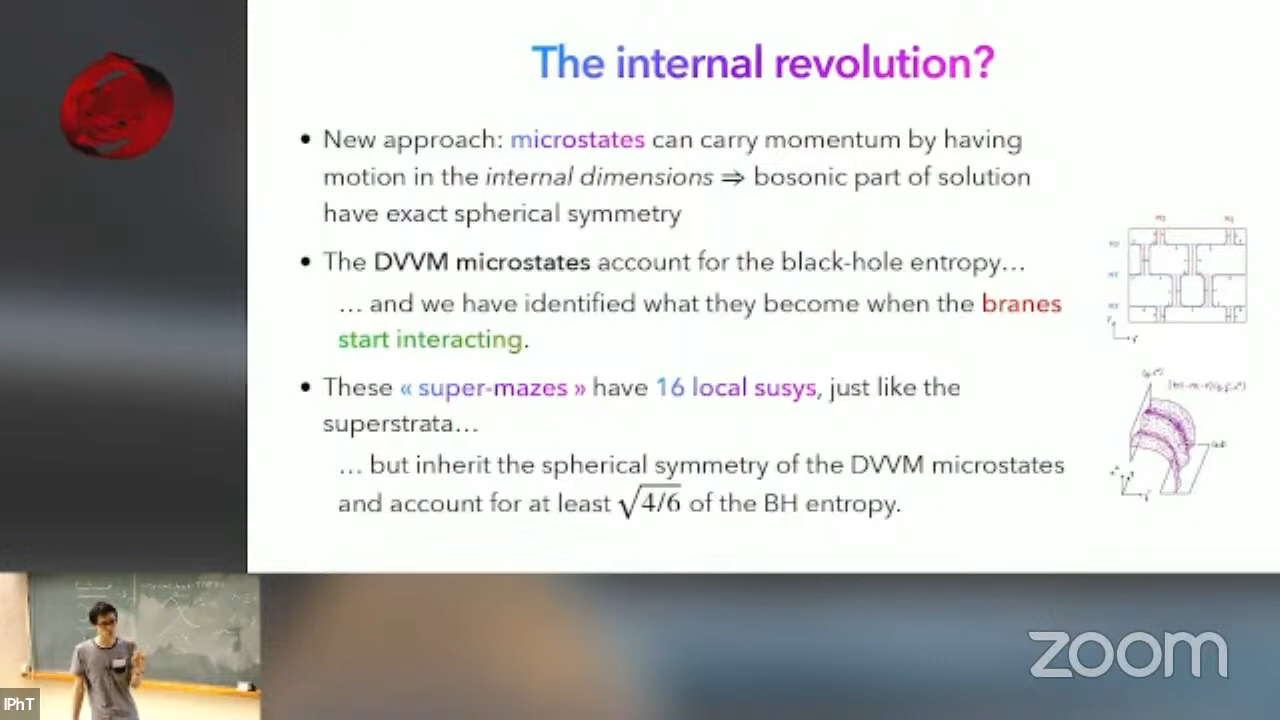 The internal revolution?
• New approach: microstates can carry momentum by having
motion in the internal dimensions ⇒ bosonic part of solution
have exact spherical symmetry
• The DVVM microstates account for the black-hole entropy…
… and we have identified what they become when the branes
start interacting.
• These « super-mazes » have 16 local susys, just like the
superstrata…
… but inherit the spherical symmetry of the DVVM microstates
and account for at least √4/6 of the BH entropy.
IPhT
zoom